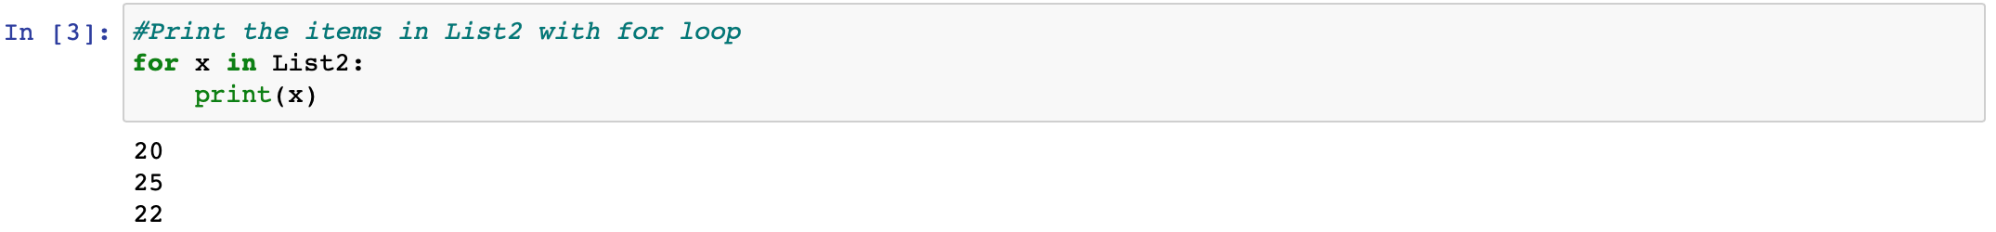 In [3]: #Print the items in List2 with for loop
for x in List2:
    print(x)
20
25
22